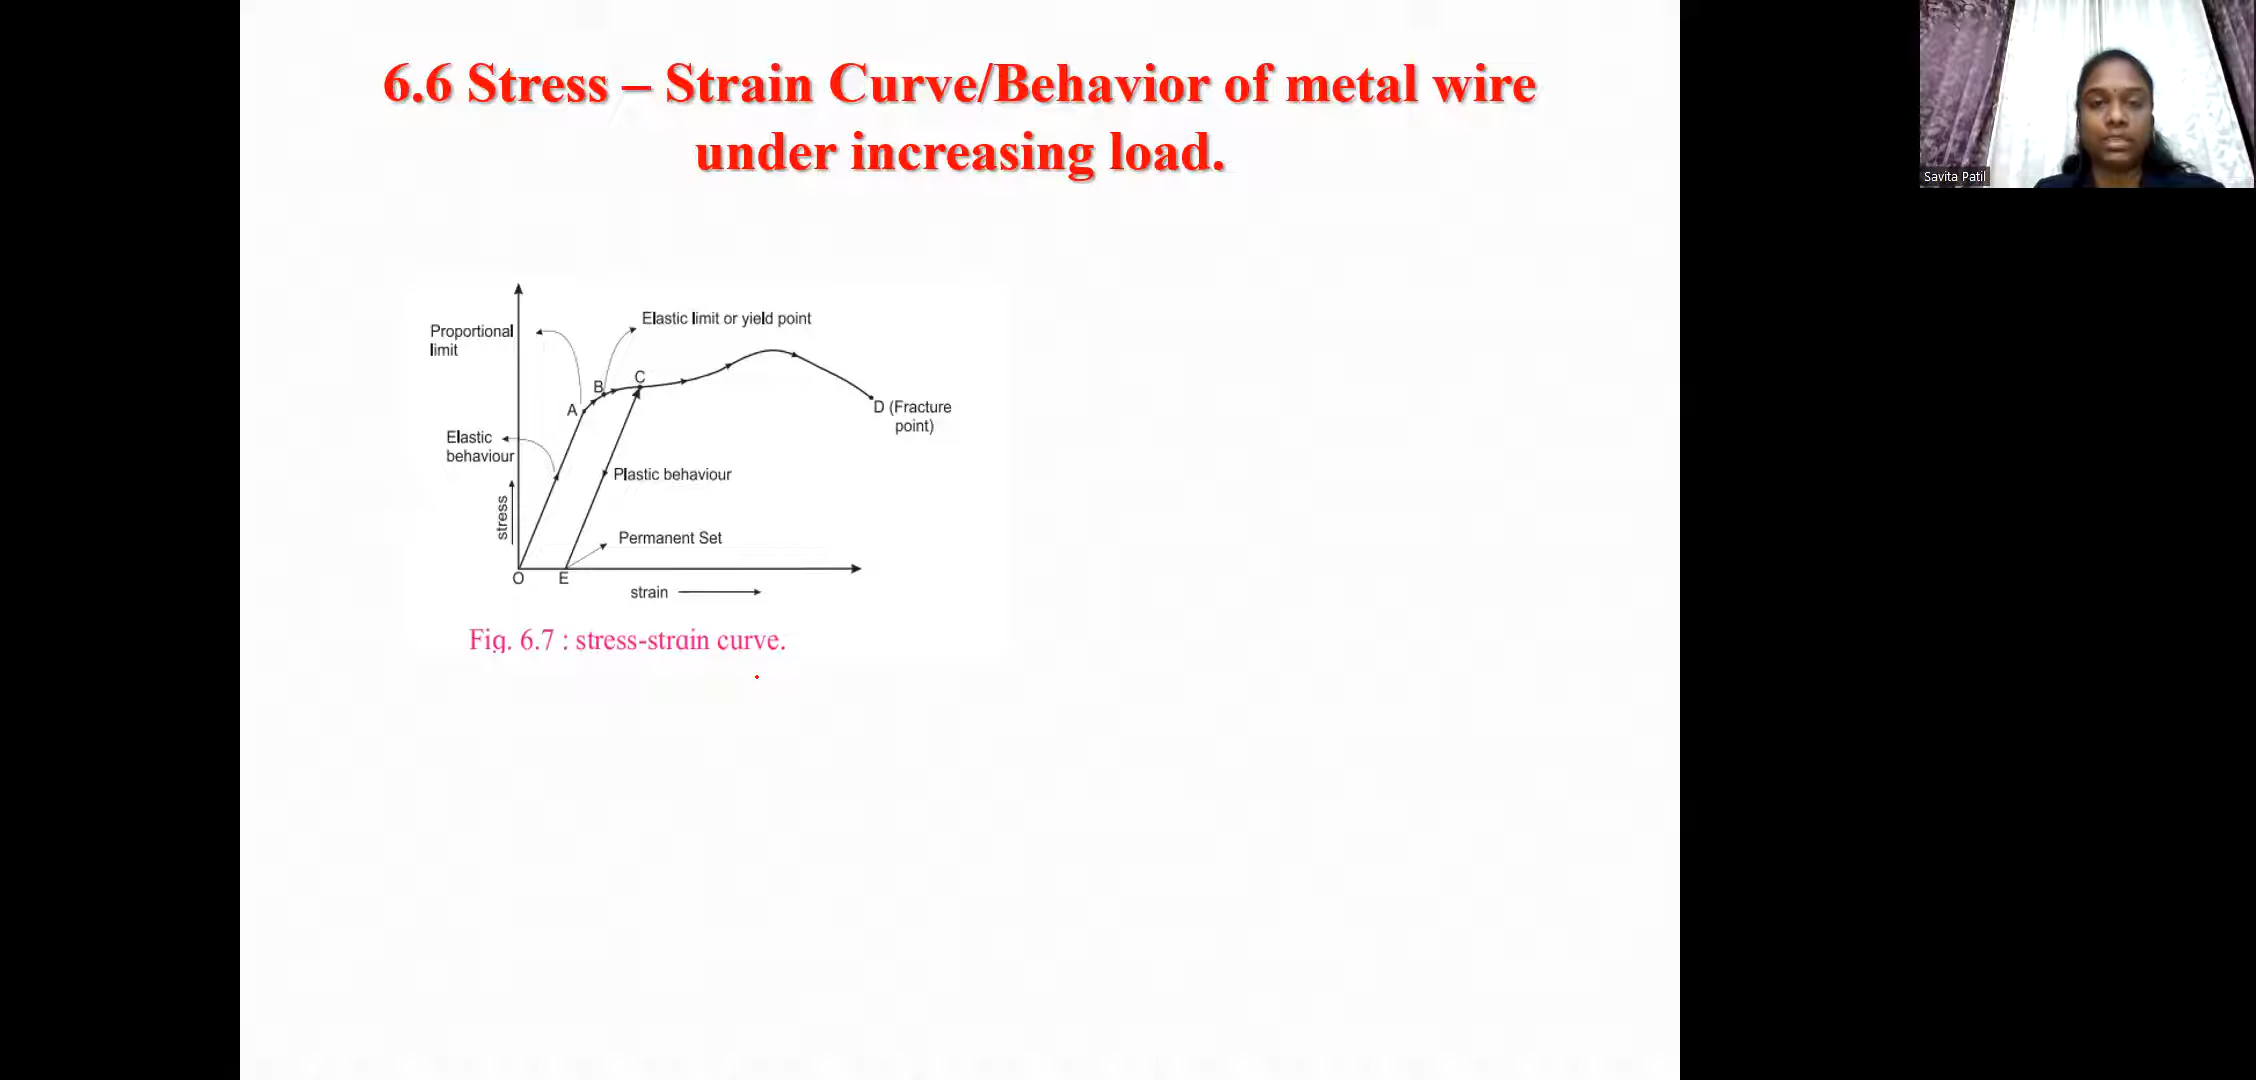 6.6 Stress – Strain Curve/Behavior of metal wire
under increasing load.
Savita Patil
Elastic limit or yield point
Proportional
limit
C
B
A
D (Fracture
point)
Elastic
behaviour
Plastic behaviour
stress
Permanent Set
O
E
strain
Fig. 6.7 : stress-strain curve.